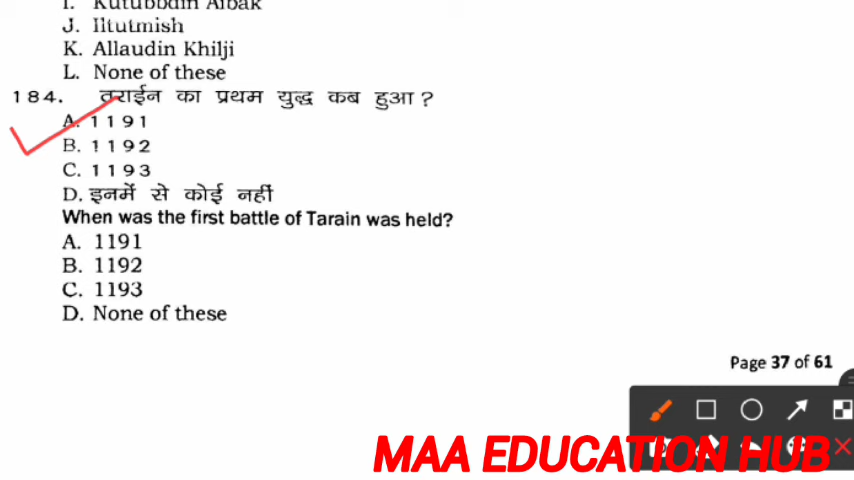 I. Kutubbdin Aibak
J. Iltutmish
K. Allaudin Khilji
L. None of these
184. तराईन का प्रथम युद्ध कब हुआ ?
A. 1191
B. 1192
C. 1193
D. इनमें से कोई नहीं
When was the first battle of Tarain was held?
A. 1191
B. 1192
C. 1193
D. None of these
Page 37 of 61
MAA EDUCATION HUB